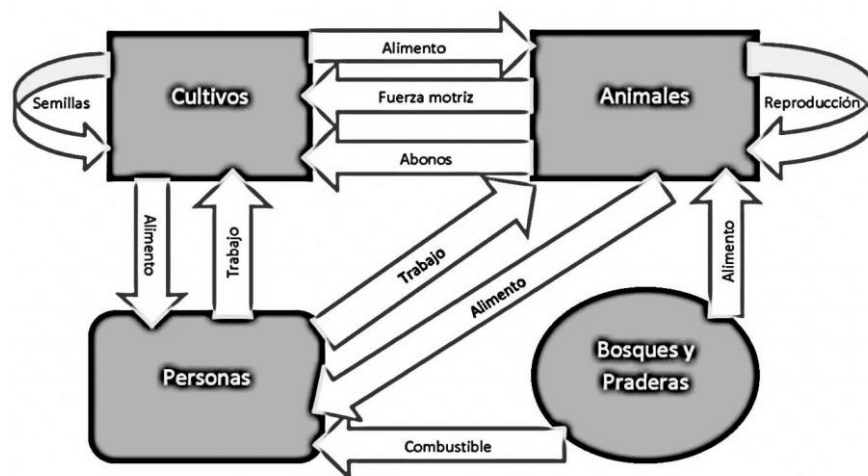 Alimento
Cultivos
Fuerza motriz
Animales
Semillas
Reproducción
Abonos
Alimento
Trabajo
Trabajo
Alimento
Alimento
Personas
Bosques y
Praderas
Combustible